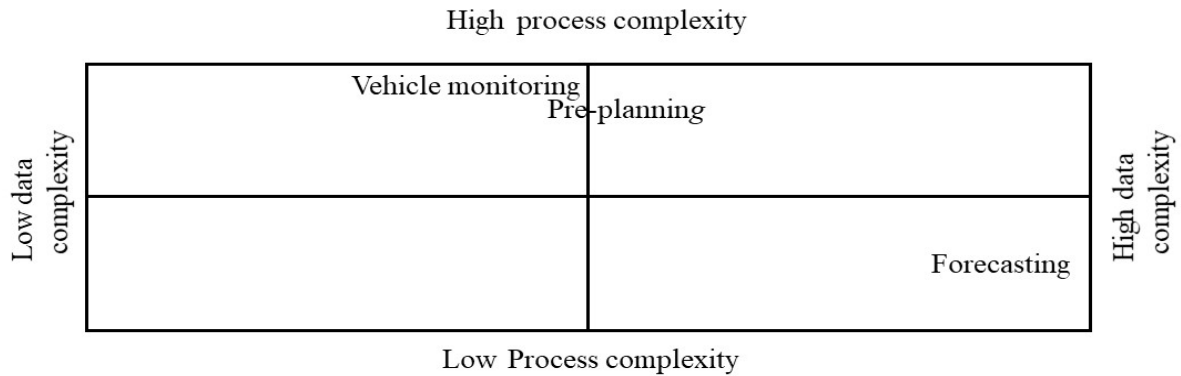 High process complexity
Vehicle monitoring
Pre-planning
Low data
complexity
High data
complexity
Forecasting
Low Process complexity